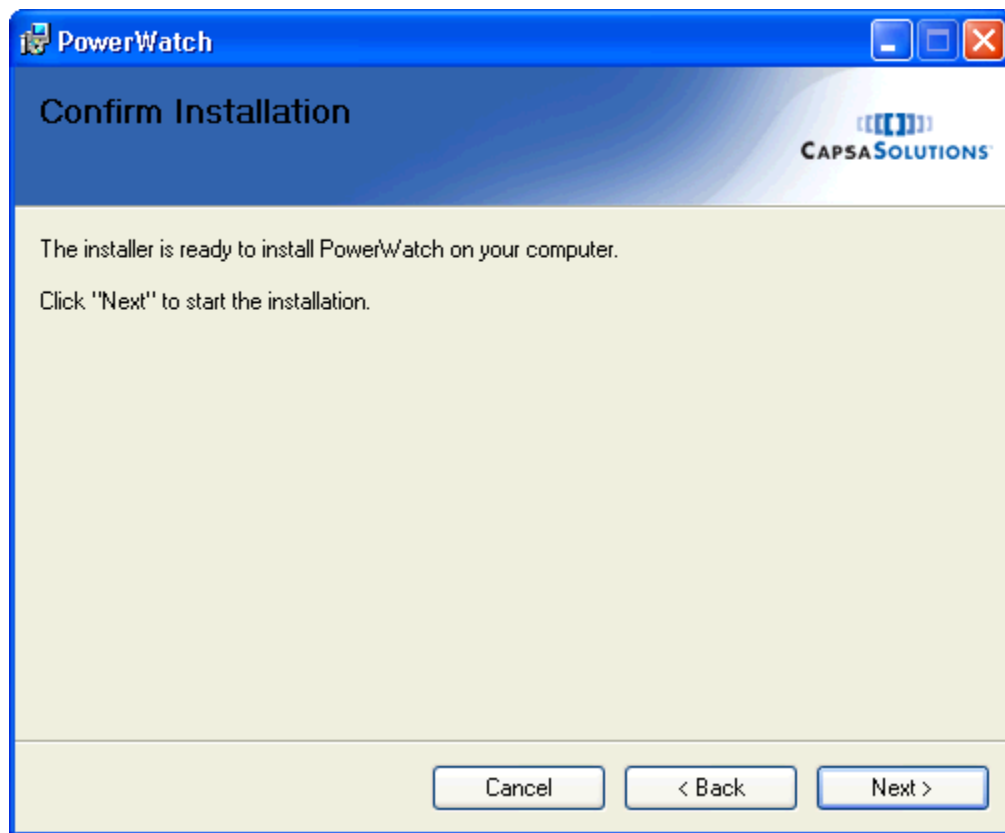 PowerWatch
Confirm Installation
CAPSASOLUTIONS
The installer is ready to install PowerWatch on your computer.
Click "Next" to start the installation.
Cancel
< Back
Next >